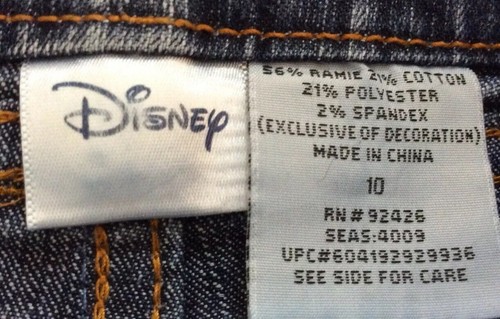 Disney
56% RAMIE 21% COTTON
21% POLYESTER
2% SPANDEX
(EXCLUSIVE OF DECORATION)
MADE IN CHINA
10
RN# 92426
SEAS:4009
UPC#604192929936
SEE SIDE FOR CARE